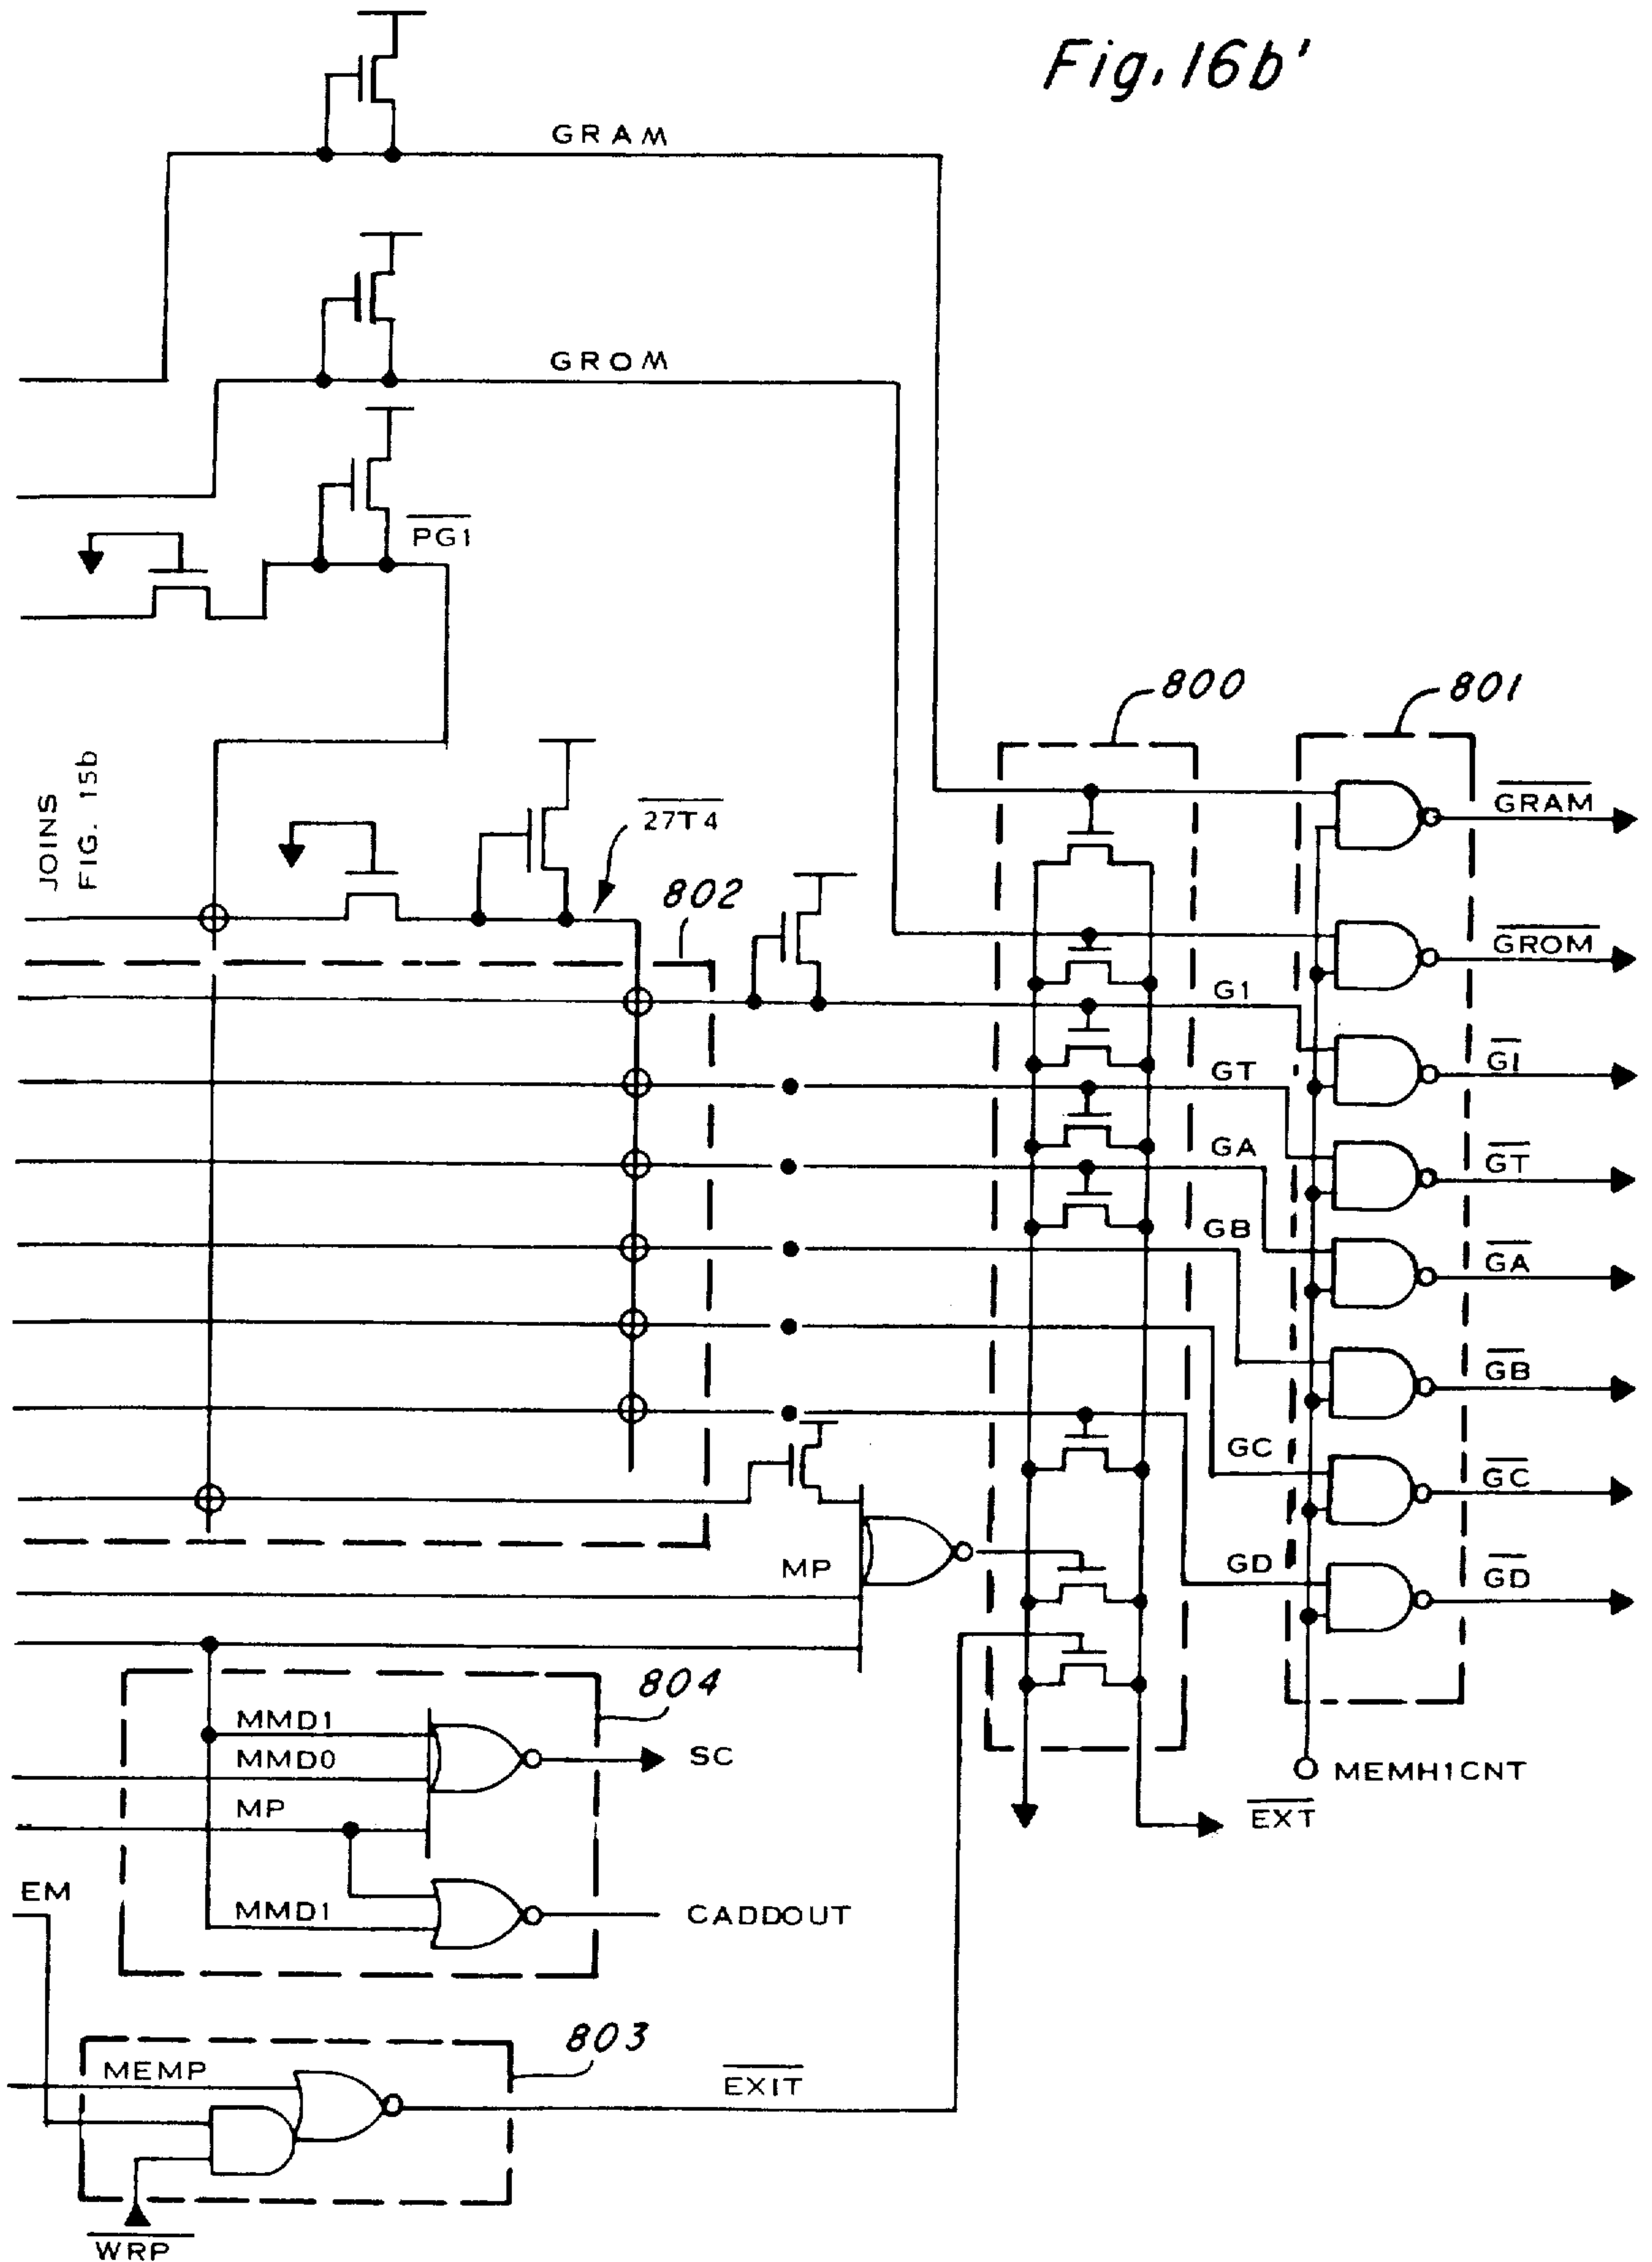 Fig. 16b'
GRAM
GROM
PG1
800
801
JOINS
FIG. 15b
27T4
802
GRAM
GROM
G1
GI
GT
GT
GA
GA
GB
GB
GC
GC
MP
GD
GD
804
MMD1
MMD0
SC
MEMH1CNT
MP
EXT
EM
MMD1
CADDOUT
803
MEMP
EXIT
WRP